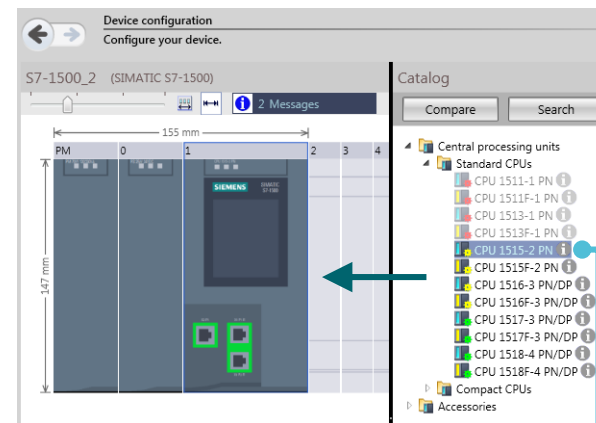 Device configuration
Configure your device.
S7-1500_2 (SIMATIC S7-1500)
2 Messages
155 mm
PM 0 1 2 3 4
SIEMENS SIMATIC S7-1500
147 mm
Catalog
Compare Search
Central processing units
Standard CPUs
CPU 1511-1 PN
CPU 1511F-1 PN
CPU 1513-1 PN
CPU 1513F-1 PN
CPU 1515-2 PN
CPU 1515F-2 PN
CPU 1516-3 PN/DP
CPU 1516F-3 PN/DP
CPU 1517-3 PN/DP
CPU 1517F-3 PN/DP
CPU 1518-4 PN/DP
CPU 1518F-4 PN/DP
Compact CPUs
Accessories